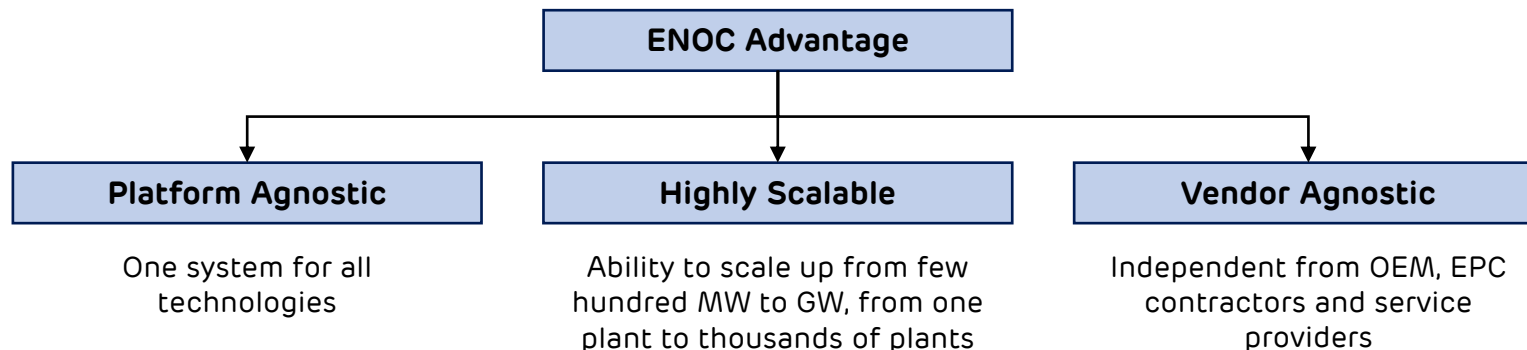 ENOC Advantage
Platform Agnostic
One system for all
technologies
Highly Scalable
Ability to scale up from few
hundred MW to GW, from one
plant to thousands of plants
Vendor Agnostic
Independent from OEM, EPC
contractors and service
providers